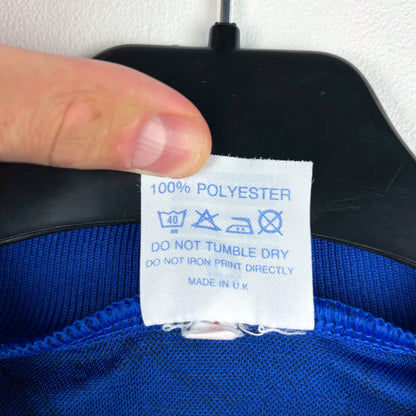 100% POLYESTER
40
DO NOT TUMBLE DRY
DO NOT IRON PRINT DIRECTLY
MADE IN U.K